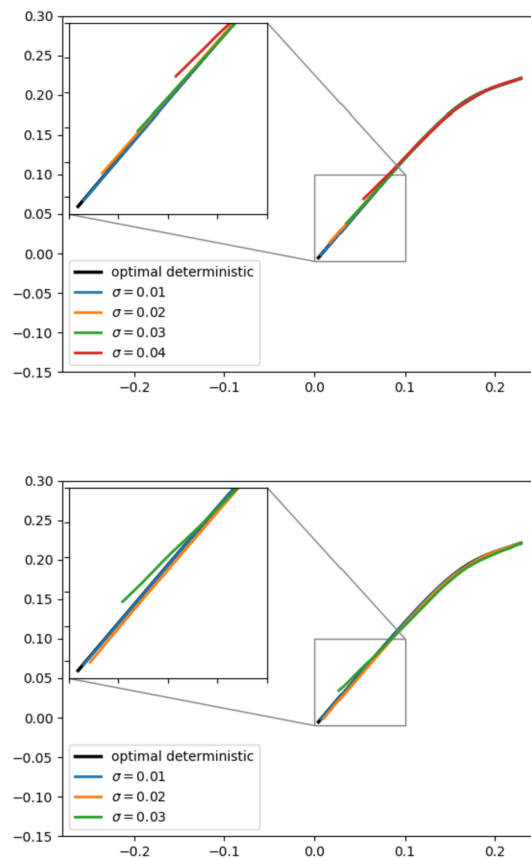 0.30
0.25
0.20
0.15
0.10
0.05
0.00
−0.05
−0.10
−0.15
optimal deterministic
σ = 0.01
σ = 0.02
σ = 0.03
σ = 0.04
−0.2 −0.1 0.0 0.1 0.2
0.30
0.25
0.20
0.15
0.10
0.05
0.00
−0.05
−0.10
−0.15
optimal deterministic
σ = 0.01
σ = 0.02
σ = 0.03
−0.2 −0.1 0.0 0.1 0.2